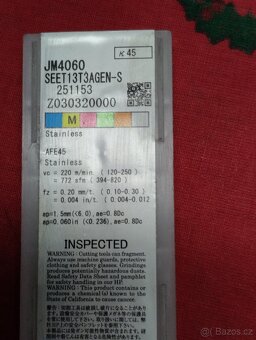 κ 45
JM4060
SEET13T3AGEN-S
251153
Z030320000
M
Stainless
Stainless
AFE45
vc = 220 m/min. (120-250)
= 772 sfm (394-820)
fz = 0.20 mm/t. (0.10-0.30)
= 0.004 in/t. (0.004-0.012
ap=1.5mm(<6.0),ae=0.8Dc
ap=0.060in(<0.236),ae=0.8Dc
INSPECTED
WARNING: Cutting tools can fragment.
Always use machine guards, protective
clothing and safety glasses. Grinding
produces potentially hazardous dusts.
Read Safety Data Sheet and pamphlet
for safety handling in our HP.
WARNING: This product contains or
produces a chemical(s) known to the
State of California to cause cancer.
bazoš.cz